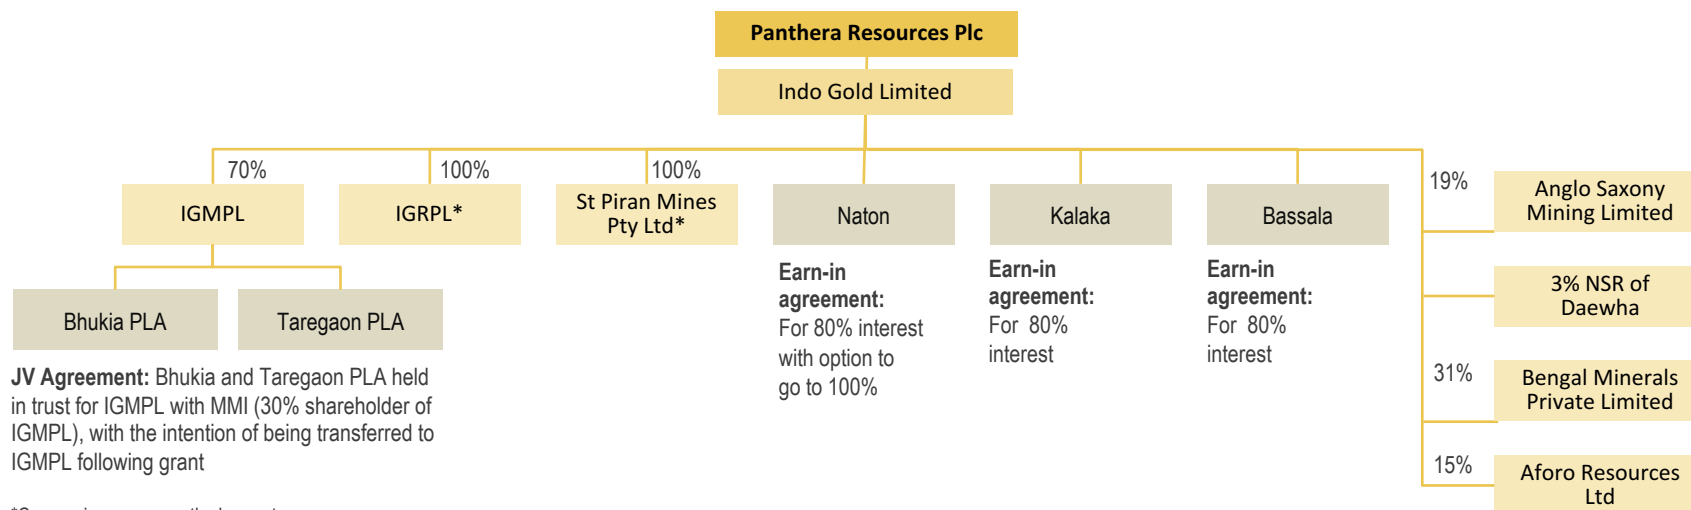 Panthera Resources Plc
Indo Gold Limited
70%
100%
100%
19%
IGMPL
IGRPL*
St Piran Mines
Pty Ltd*
Naton
Kalaka
Bassala
Anglo Saxony
Mining Limited
Bhukia PLA
Taregaon PLA
Earn-in
agreement:
For 80% interest
with option to
go to 100%
Earn-in
agreement:
For 80%
interest
Earn-in
agreement:
For 80%
interest
3% NSR of
Daewha
31%
Bengal Minerals
Private Limited
15%
Aforo Resources
Ltd
JV Agreement: Bhukia and Taregaon PLA held
in trust for IGMPL with MMI (30% shareholder of
IGMPL), with the intention of being transferred to
IGMPL following grant